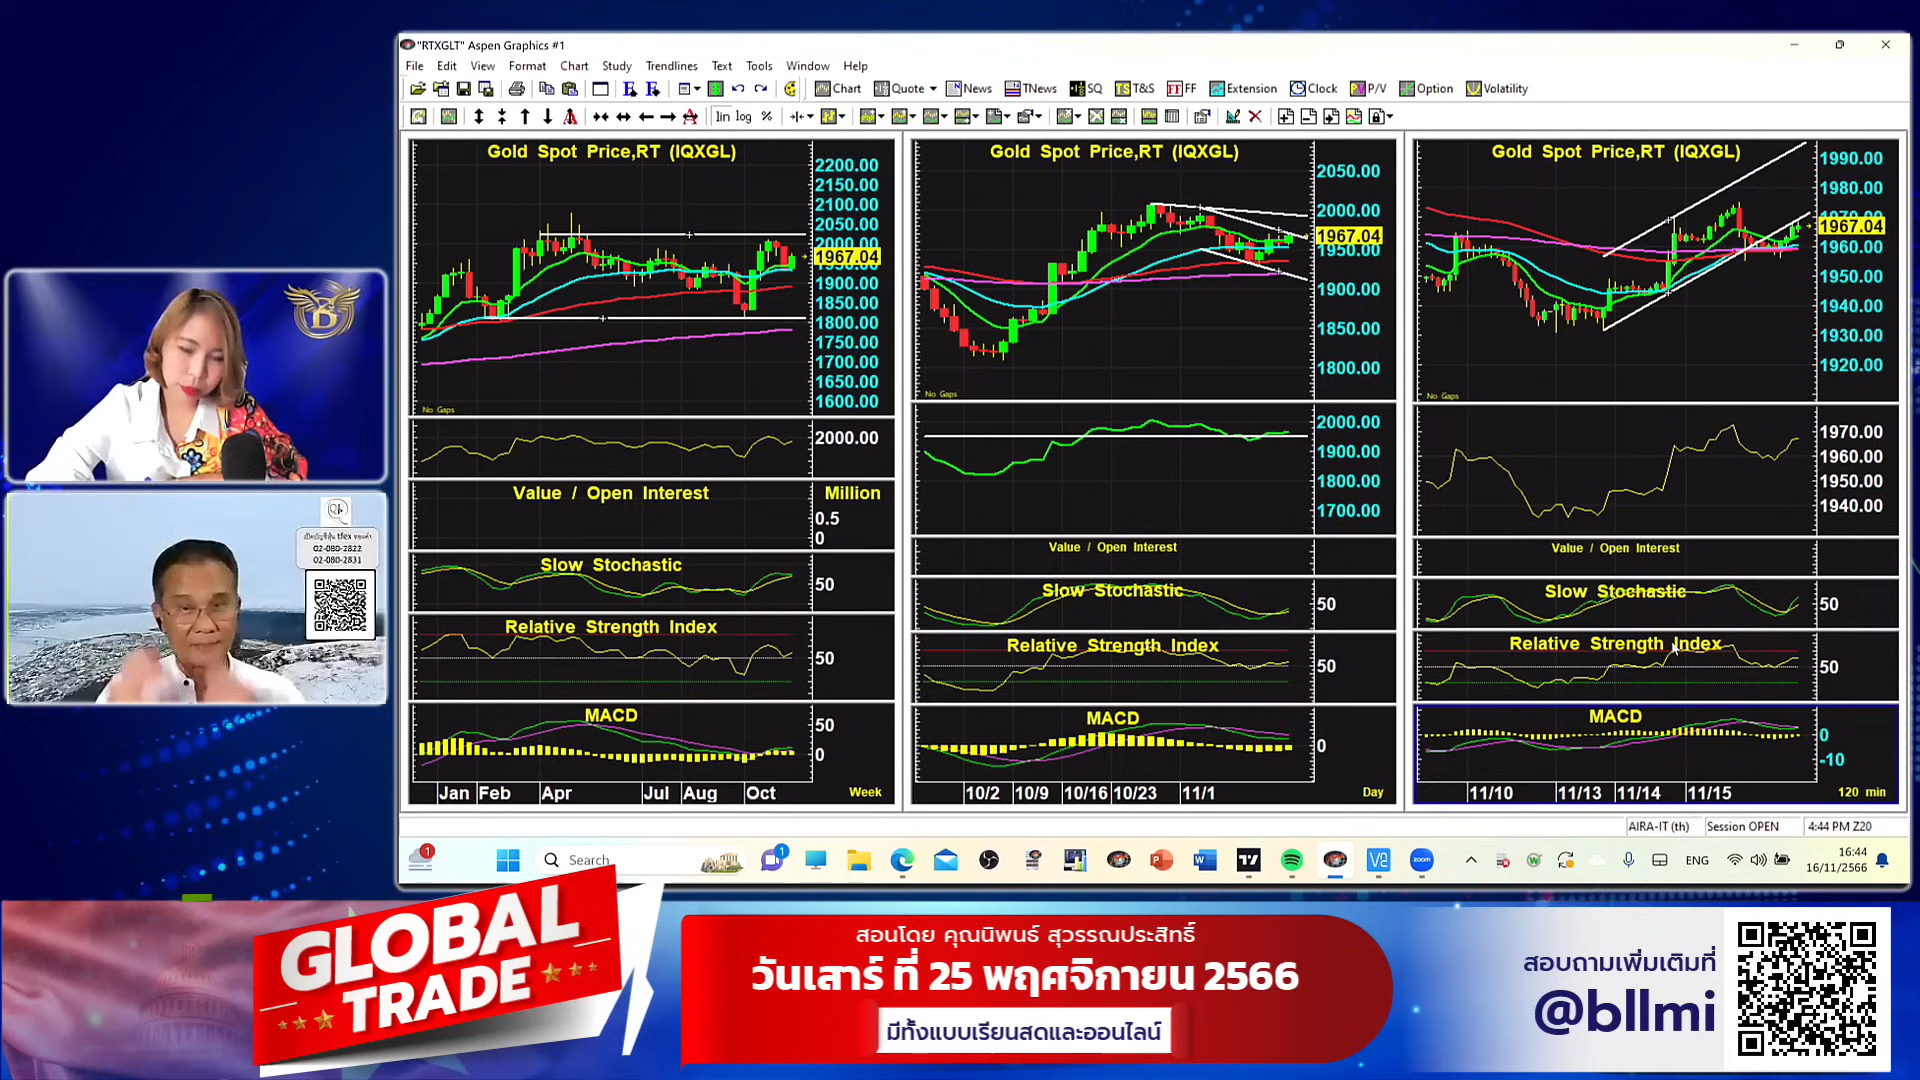 "RTXGLT" Aspen Graphics #1
File Edit View Format Chart Study Trendlines Text Tools Window Help
Chart Quote News TNews SQ T&S FF Extension Clock P/V Option Volatility
lin log %
Gold Spot Price,RT (IQXGL)
2200.00
2150.00
2100.00
2050.00
2000.00
1967.04
1900.00
1850.00
1800.00
1750.00
1700.00
1650.00
1600.00
No Gaps
2000.00
Value / Open Interest Million
0.5
0
Slow Stochastic
50
Relative Strength Index
50
MACD
50
0
Jan Feb Apr Jul Aug Oct Week
Gold Spot Price,RT (IQXGL)
2050.00
2000.00
1967.04
1950.00
1900.00
1850.00
1800.00
No Gaps
2000.00
1900.00
1800.00
1700.00
Value / Open Interest
Slow Stochastic
50
Relative Strength Index
50
MACD
0
10/2 10/9 10/16 10/23 11/1 Day
Gold Spot Price,RT (IQXGL)
1990.00
1980.00
1967.04
1960.00
1950.00
1940.00
1930.00
1920.00
No Gaps
1970.00
1960.00
1950.00
1940.00
Value / Open Interest
Slow Stochastic
50
Relative Strength Index
50
MACD
0
-10
11/10 11/13 11/14 11/15 120 min
AIRA-IT (th) Session OPEN 4:44 PM Z20
1 Search 1 zoom ENG 16:44
16/11/2566
02-080-2822
02-080-2831
GLOBAL
TRADE
สอนโดย คุณนิพนธ์ สุวรรณประสิทธิ์
วันเสาร์ ที่ 25 พฤศจิกายน 2566
มีทั้งแบบเรียนสดและออนไลน์
สอบถามเพิ่มเติมที่
@bllmi